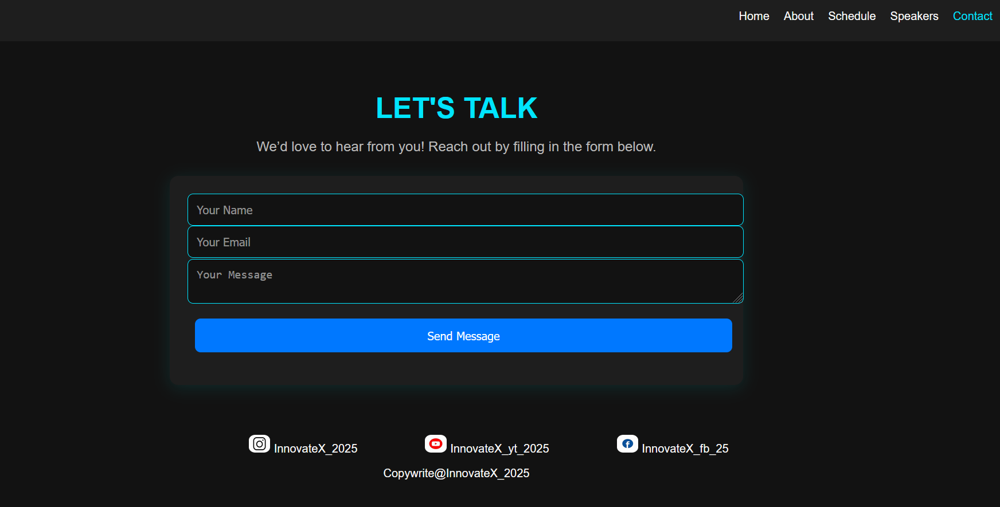 Home About Schedule Speakers Contact
LET'S TALK
We’d love to hear from you! Reach out by filling in the form below.
Your Name
Your Email
Your Message
Send Message
InnovateX_2025 InnovateX_yt_2025 InnovateX_fb_25
Copywrite@InnovateX_2025